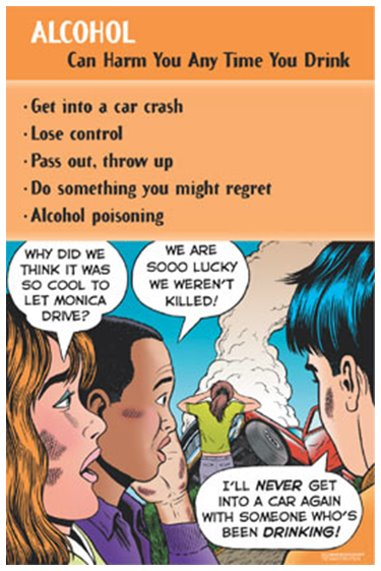 ALCOHOL
Can Harm You Any Time You Drink
· Get into a car crash
· Lose control
· Pass out, throw up
· Do something you might regret
· Alcohol poisoning
WHY DID WE
THINK IT WAS
SO COOL TO
LET MONICA
DRIVE?
WE ARE
SOOO LUCKY
WE WEREN'T
KILLED!
I'LL NEVER GET
INTO A CAR AGAIN
WITH SOMEONE WHO'S
BEEN DRINKING!